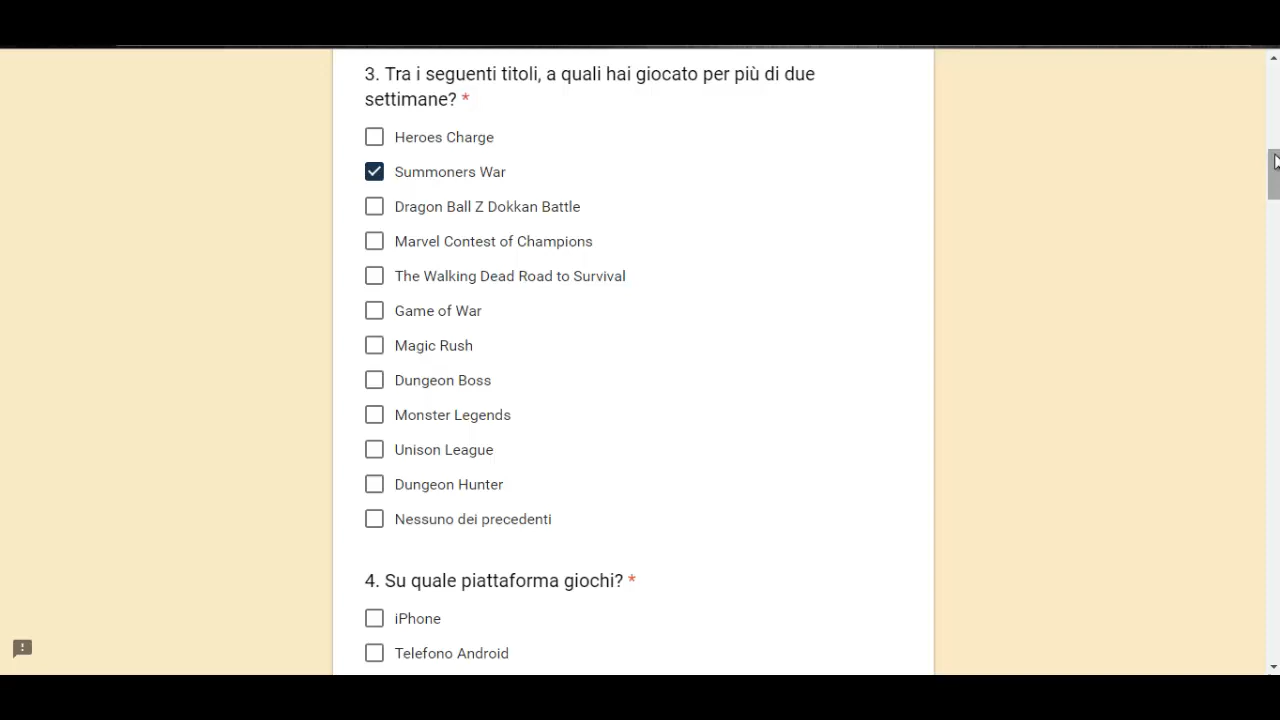 3. Tra i seguenti titoli, a quali hai giocato per più di due
settimane? *
Heroes Charge
Summoners War
Dragon Ball Z Dokkan Battle
Marvel Contest of Champions
The Walking Dead Road to Survival
Game of War
Magic Rush
Dungeon Boss
Monster Legends
Unison League
Dungeon Hunter
Nessuno dei precedenti
4. Su quale piattaforma giochi? *
iPhone
Telefono Android